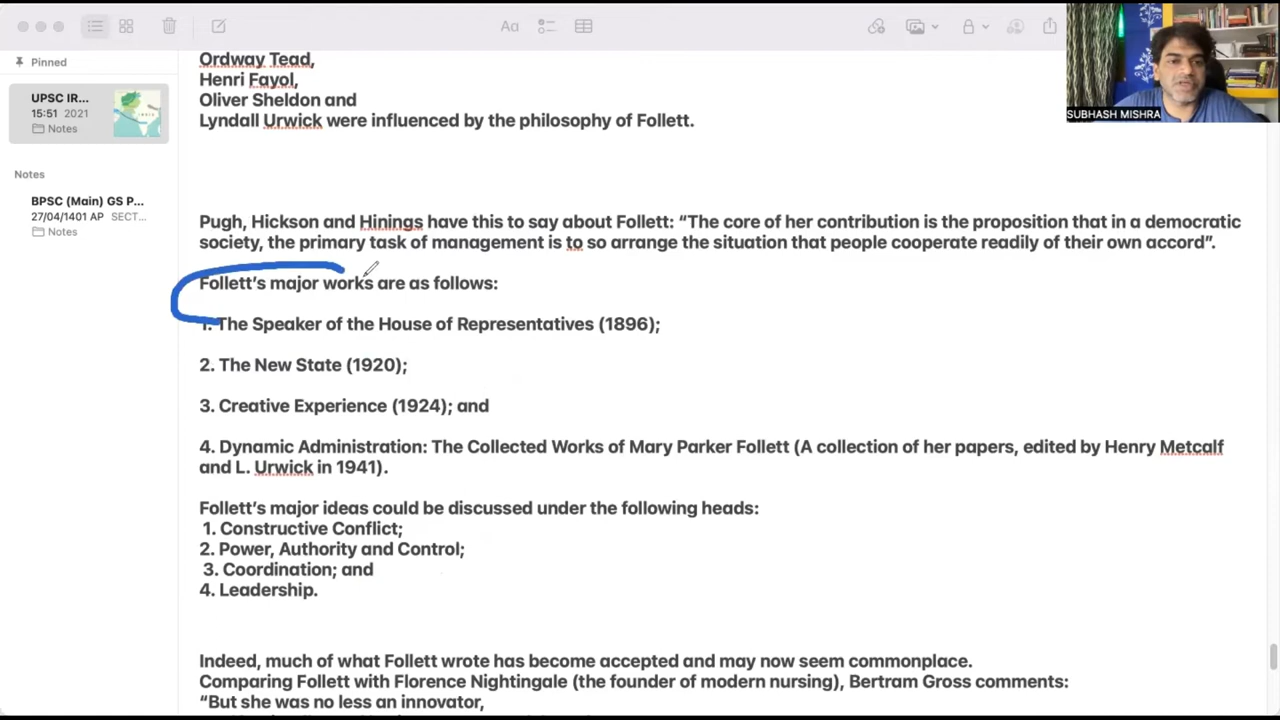 Aa
Pinned
UPSC IR...
15:51 2021
Notes
Notes
BPSC (Main) GS P...
27/04/1401 AP SECT...
Notes
SUBHASH MISHRA
Ordway Tead,
Henri Fayol,
Oliver Sheldon and
Lyndall Urwick were influenced by the philosophy of Follett.
Pugh, Hickson and Hinings have this to say about Follett: “The core of her contribution is the proposition that in a democratic
society, the primary task of management is to so arrange the situation that people cooperate readily of their own accord”.
Follett’s major works are as follows:
1. The Speaker of the House of Representatives (1896);
2. The New State (1920);
3. Creative Experience (1924); and
4. Dynamic Administration: The Collected Works of Mary Parker Follett (A collection of her papers, edited by Henry Metcalf
and L. Urwick in 1941).
Follett’s major ideas could be discussed under the following heads:
1. Constructive Conflict;
2. Power, Authority and Control;
3. Coordination; and
4. Leadership.
Indeed, much of what Follett wrote has become accepted and may now seem commonplace.
Comparing Follett with Florence Nightingale (the founder of modern nursing), Bertram Gross comments:
“But she was no less an innovator,